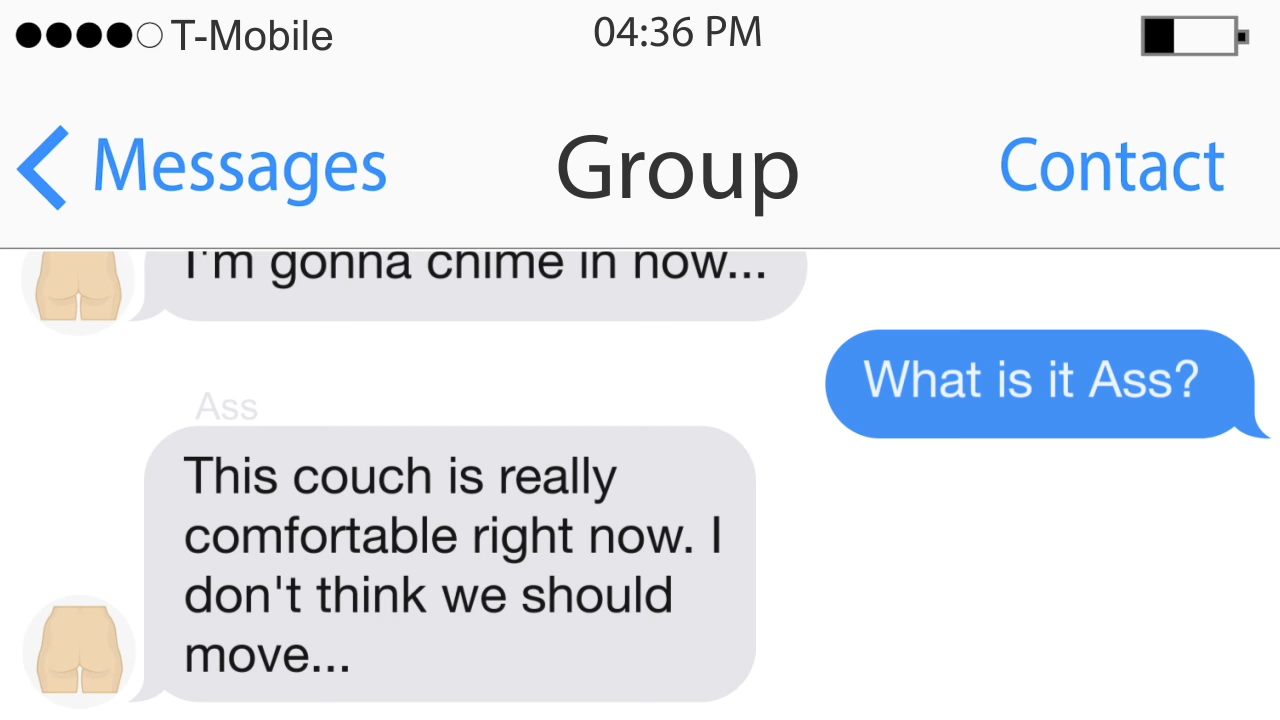 T-Mobile 04:36 PM
Messages Group Contact
I'm gonna chime in now...
What is it Ass?
Ass
This couch is really
comfortable right now. I
don't think we should
move...